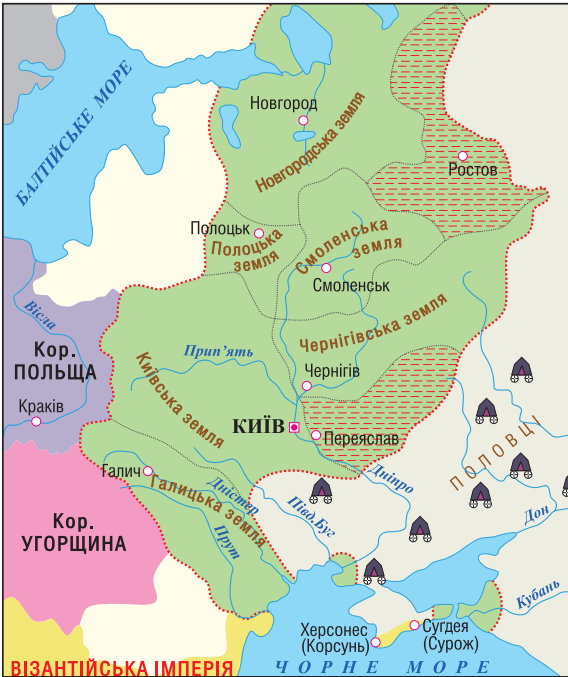 БАЛТІЙСЬКЕ МОРЕ
Новгород
Новгородська земля
Ростов
Полоцьк
Полоцька
земля
Смоленська
земля
Смоленськ
Вісла
Кор.
ПОЛЬЩА
Краків
Прип’ять
Чернігівська земля
Чернігів
Київська земля
КИЇВ
Переяслав
ПОЛОВЦІ
Галич
Галицька земля
Дністер
Дніпро
Півд.Буг
Прут
Дон
Кор.
УГОРЩИНА
Кубань
Херсонес
(Корсунь)
Сугдея
(Сурож)
ВІЗАНТІЙСЬКА ІМПЕРІЯ
ЧОРНЕ МОРЕ